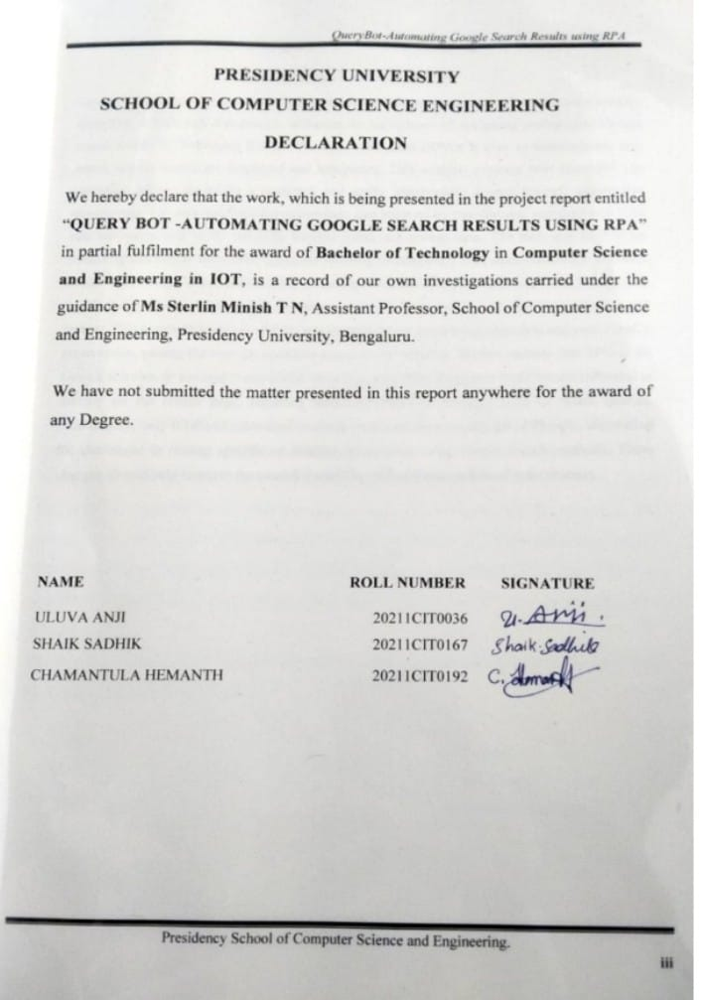 QueryBot-Automating Google Search Results using RPA
PRESIDENCY UNIVERSITY
SCHOOL OF COMPUTER SCIENCE ENGINEERING
DECLARATION
We hereby declare that the work, which is being presented in the project report entitled
“QUERY BOT -AUTOMATING GOOGLE SEARCH RESULTS USING RPA”
in partial fulfilment for the award of Bachelor of Technology in Computer Science
and Engineering in IOT, is a record of our own investigations carried under the
guidance of Ms Sterlin Minish T N, Assistant Professor, School of Computer Science
and Engineering, Presidency University, Bengaluru.
We have not submitted the matter presented in this report anywhere for the award of
any Degree.
NAME ROLL NUMBER SIGNATURE
ULUVA ANJI 20211CIT0036 U. Anji.
SHAIK SADHIK 20211CIT0167 Shaik.Sadhik
CHAMANTULA HEMANTH 20211CIT0192 C. Hemanth
Presidency School of Computer Science and Engineering.
iii